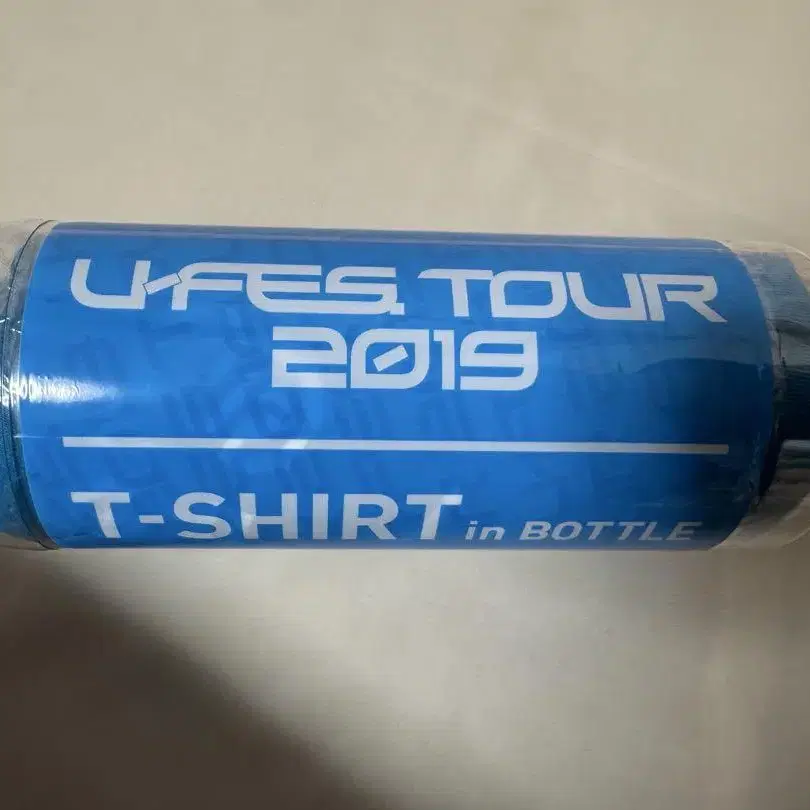 U-FES. TOUR
2019
T-SHIRT in BOTTLE